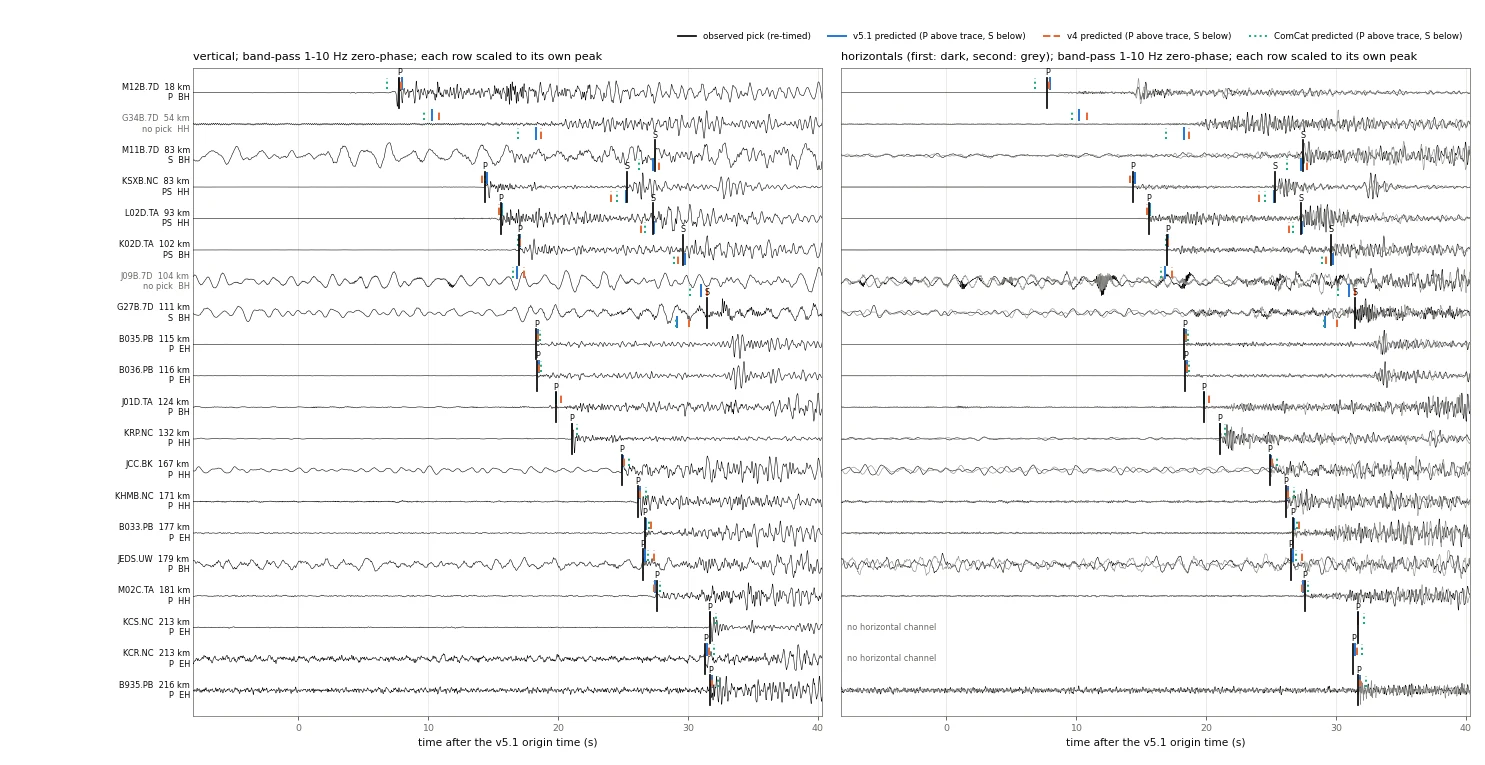 observed pick (re-timed)
v5.1 predicted (P above trace, S below)
v4 predicted (P above trace, S below)
ComCat predicted (P above trace, S below)
vertical; band-pass 1-10 Hz zero-phase; each row scaled to its own peak
horizontals (first: dark, second: grey); band-pass 1-10 Hz zero-phase; each row scaled to its own peak
M12B.7D 18 km
P BH
G34B.7D 54 km
no pick HH
M11B.7D 83 km
S BH
KSXB.NC 83 km
PS HH
L02D.TA 93 km
PS HH
K02D.TA 102 km
PS BH
J09B.7D 104 km
no pick BH
G27B.7D 111 km
S BH
B035.PB 115 km
P EH
B036.PB 116 km
P EH
J01D.TA 124 km
P BH
KRP.NC 132 km
P HH
JCC.BK 167 km
P HH
KHMB.NC 171 km
P HH
B033.PB 177 km
P EH
JEDS.UW 179 km
P BH
M02C.TA 181 km
P HH
KCS.NC 213 km
P EH
KCR.NC 213 km
P EH
B935.PB 216 km
P EH
P
S
P S
P S
P S
S
P
P
P
P
P
P
P
P
P
P
P
P
0 10 20 30 40
time after the v5.1 origin time (s)
P
S
P S
P S
P S
S
P
P
P
P
P
P
P
P
P
P
P
P
no horizontal channel
no horizontal channel
0 10 20 30 40
time after the v5.1 origin time (s)